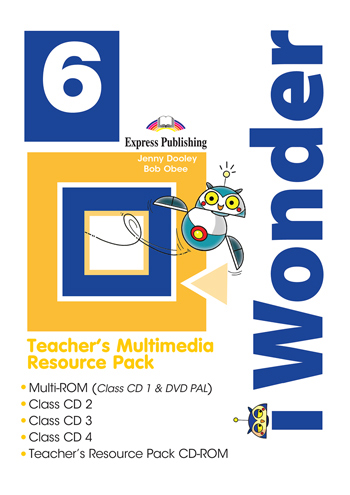 6
Express Publishing
Jenny Dooley
Bob Obee
i Wonder
Teacher's Multimedia
Resource Pack
• Multi-ROM (Class CD 1 & DVD PAL)
• Class CD 2
• Class CD 3
• Class CD 4
• Teacher's Resource Pack CD-ROM